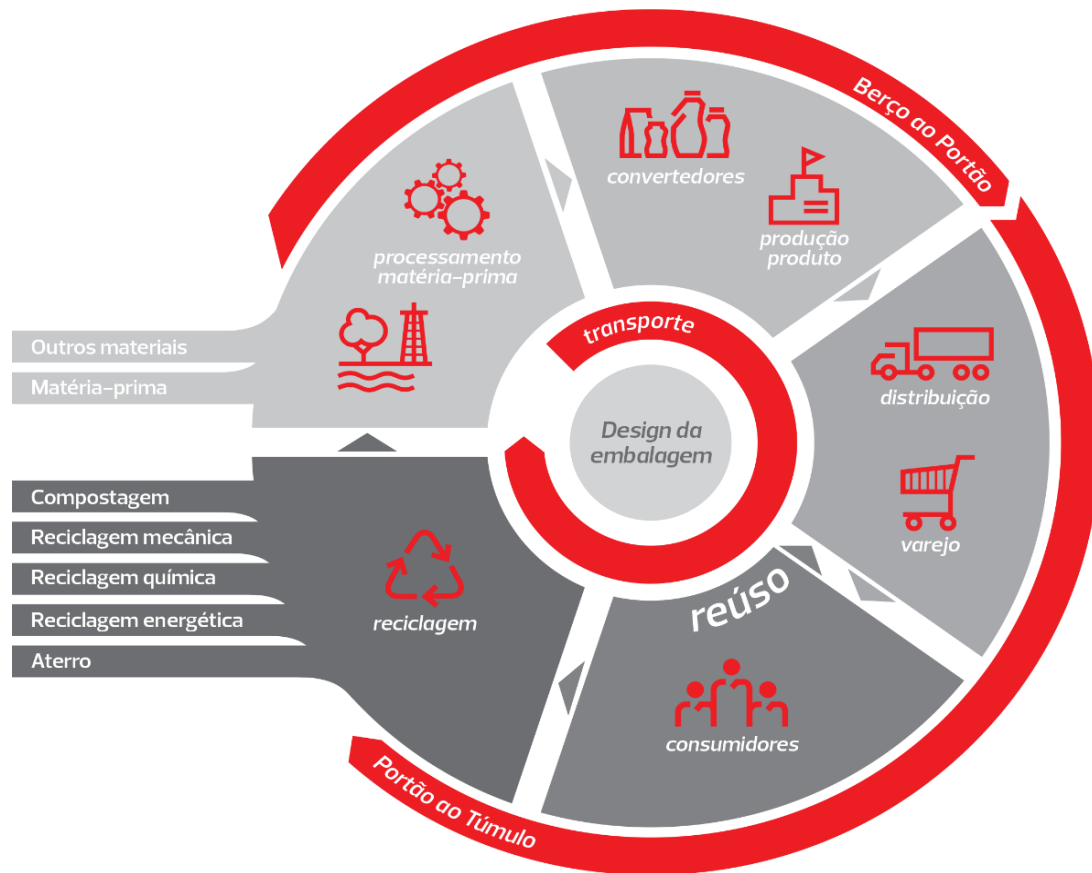 Berço ao Portão
convertedores
produção
produto
processamento
matéria-prima
transporte
Outros materiais
Matéria-prima
distribuição
Design da
embalagem
varejo
Compostagem
Reciclagem mecânica
Reciclagem química
Reciclagem energética
Aterro
reciclagem
reúso
consumidores
Portão ao Túmulo